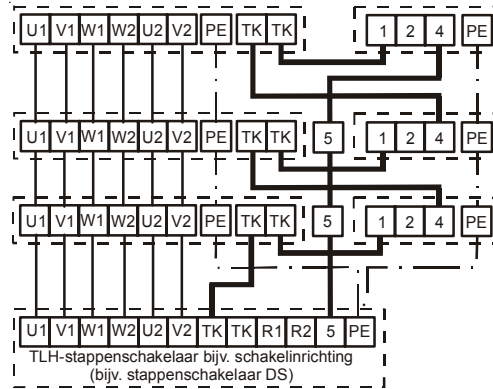 U1 V1 W1 W2 U2 V2 PE TK TK 1 2 4 PE
U1 V1 W1 W2 U2 V2 PE TK TK 5 1 2 4 PE
U1 V1 W1 W2 U2 V2 PE TK TK 5 1 2 4 PE
U1 V1 W1 W2 U2 V2 TK TK R1 R2 5 PE
TLH-stappenschakelaar bijv. schakelinrichting
(bijv. stappenschakelaar DS)